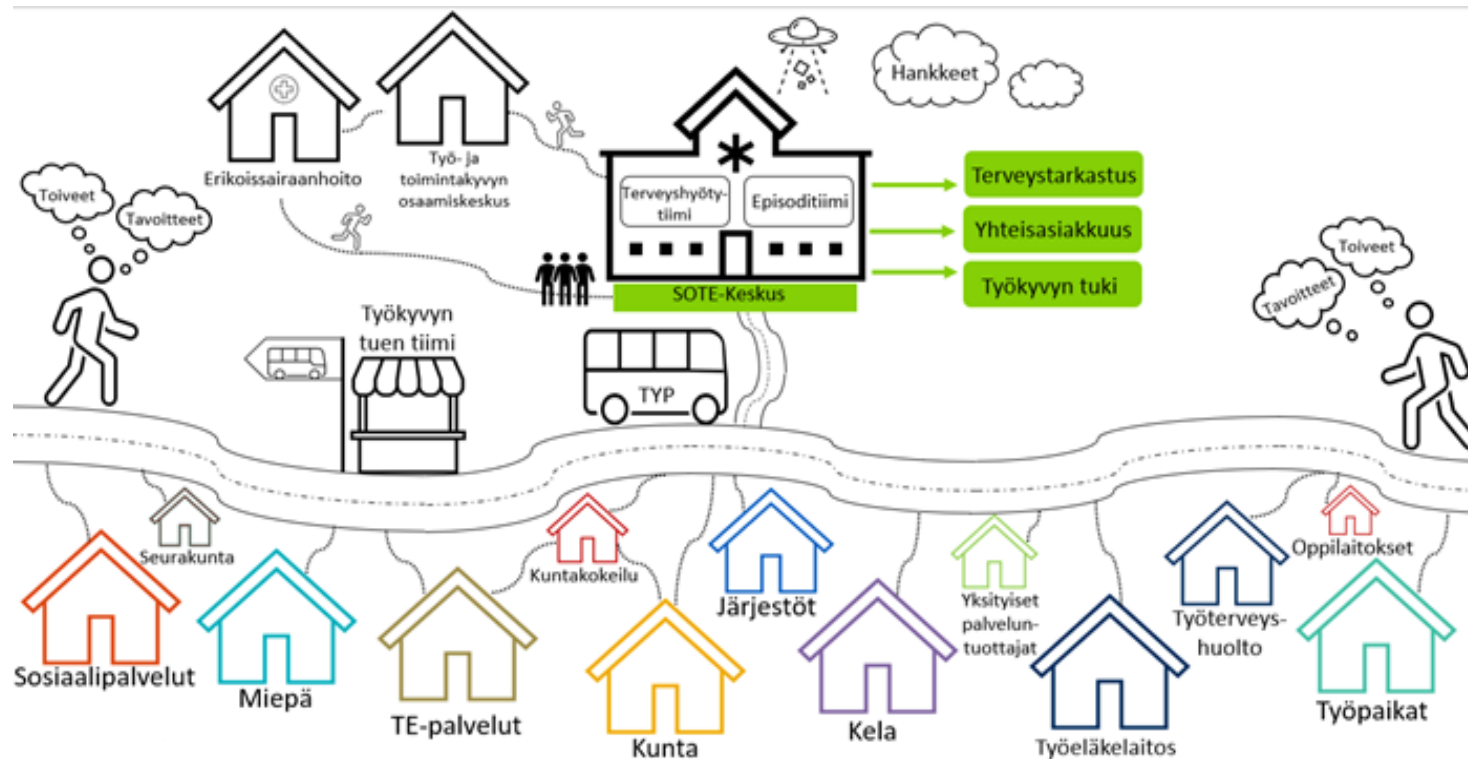 Hankkeet
Erikoissairaanhoito
Työ- ja
toimintakyvyn
osaamiskeskus
Terveyshyöty-
tiimi
Episoditiimi
SOTE-Keskus
Terveystarkastus
Yhteisasiakkuus
Työkyvyn tuki
Toiveet
Tavoitteet
Toiveet
Tavoitteet
Työkyvyn
tuen tiimi
TYP
Seurakunta
Sosiaalipalvelut
Miepä
TE-palvelut
Kuntakokeilu
Kunta
Järjestöt
Kela
Yksityiset
palvelun-
tuottajat
Työeläkelaitos
Työterveys-
huolto
Oppilaitokset
Työpaikat